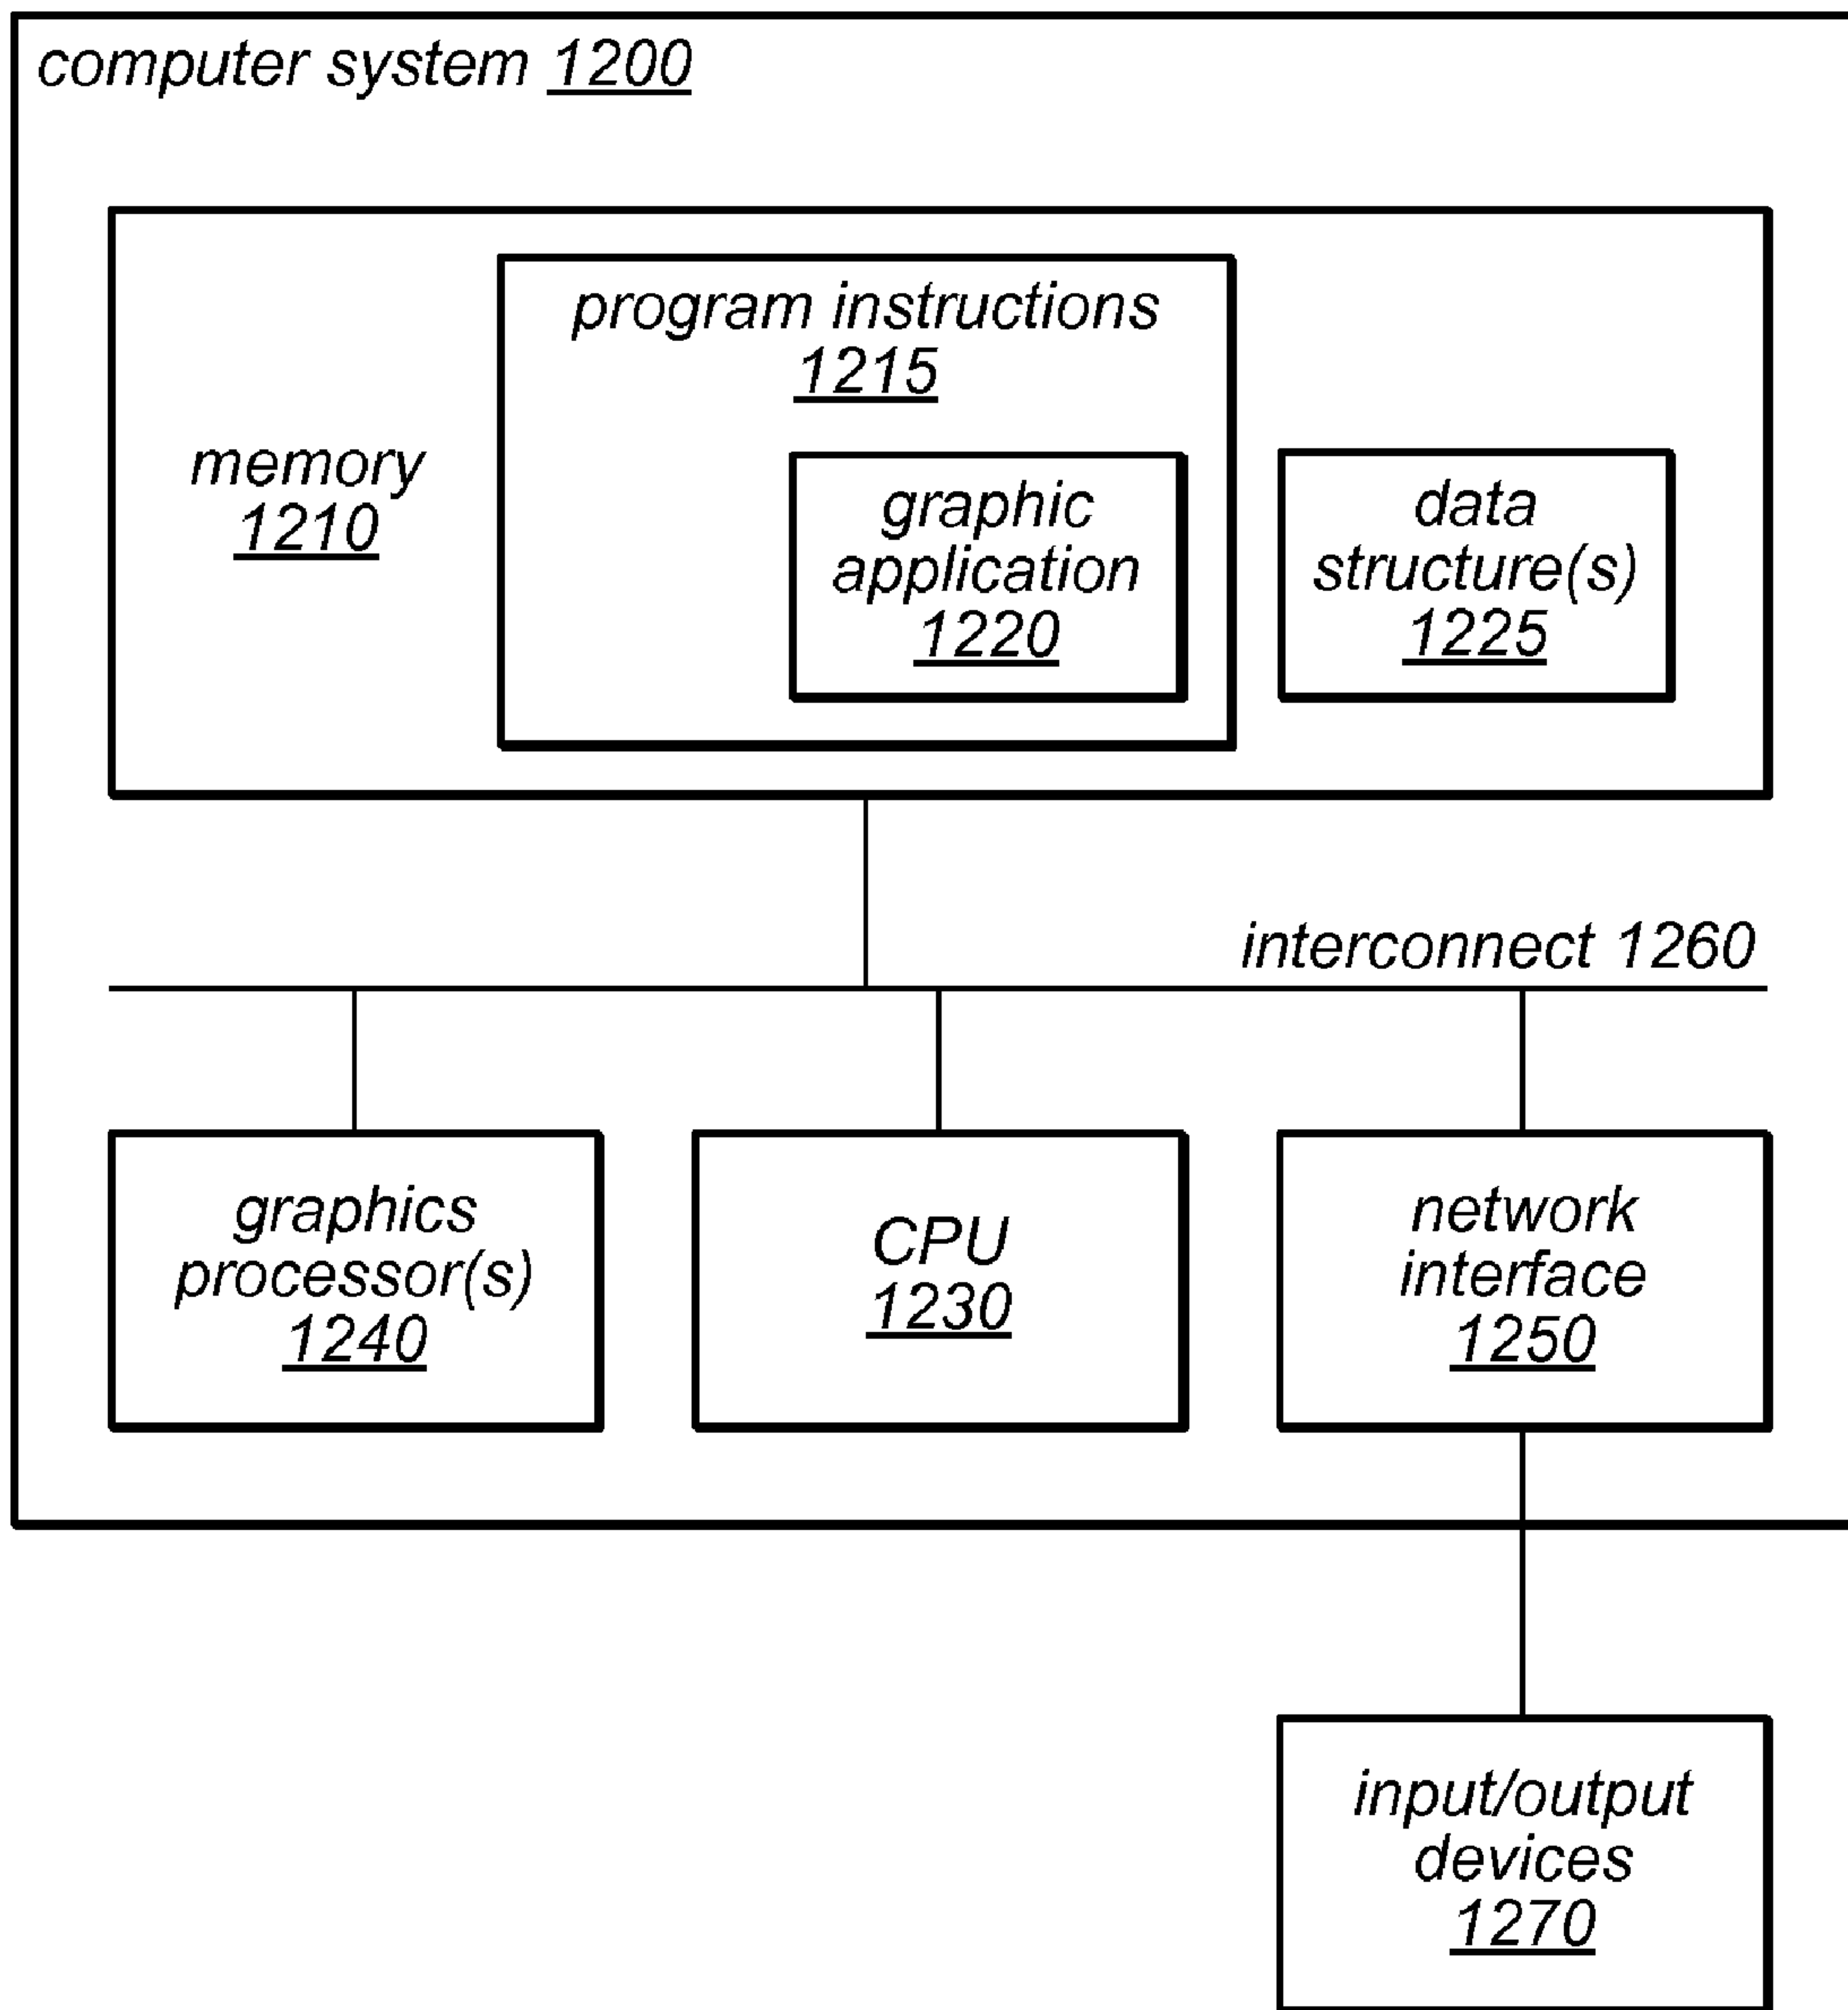 computer system 1200
program instructions
1215
memory
1210
graphic
application
1220
data
structure(s)
1225
interconnect 1260
graphics
processor(s)
1240
CPU
1230
network
interface
1250
input/output
devices
1270